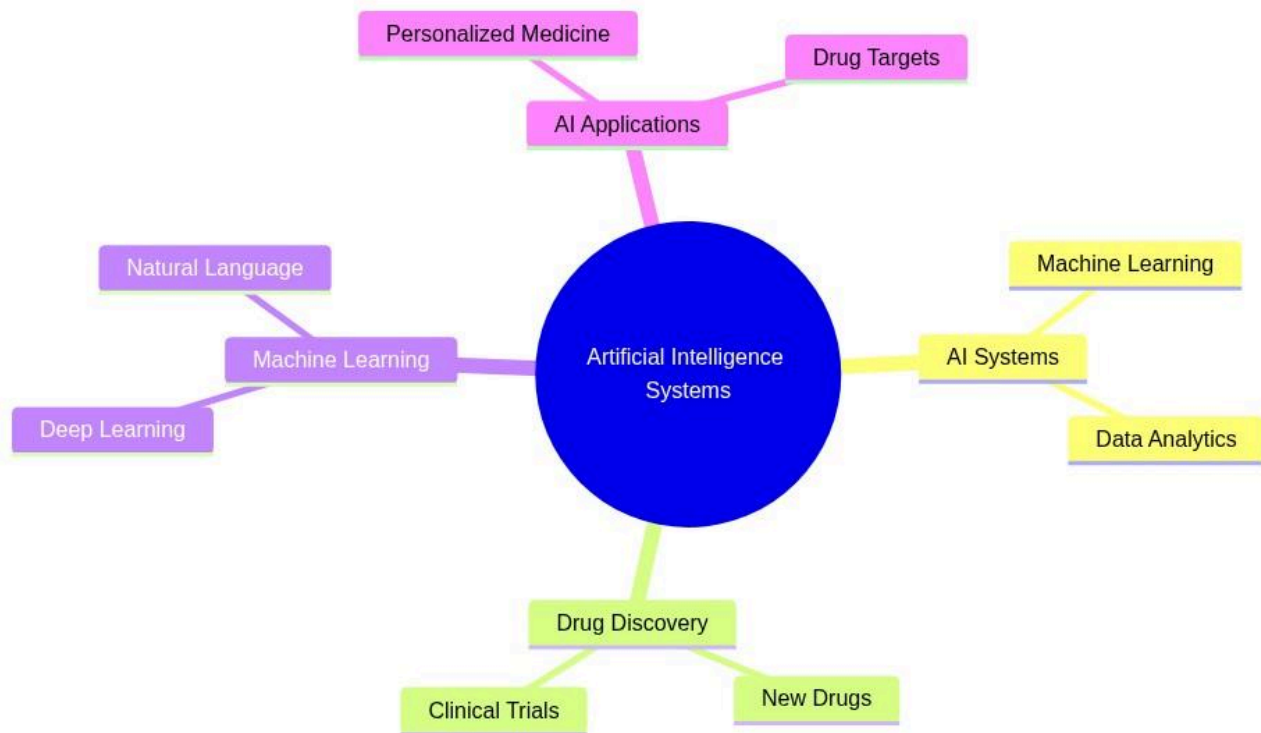 Personalized Medicine
Drug Targets
AI Applications
Natural Language
Machine Learning
Machine Learning
Artificial Intelligence
Systems
AI Systems
Deep Learning
Data Analytics
Drug Discovery
Clinical Trials
New Drugs